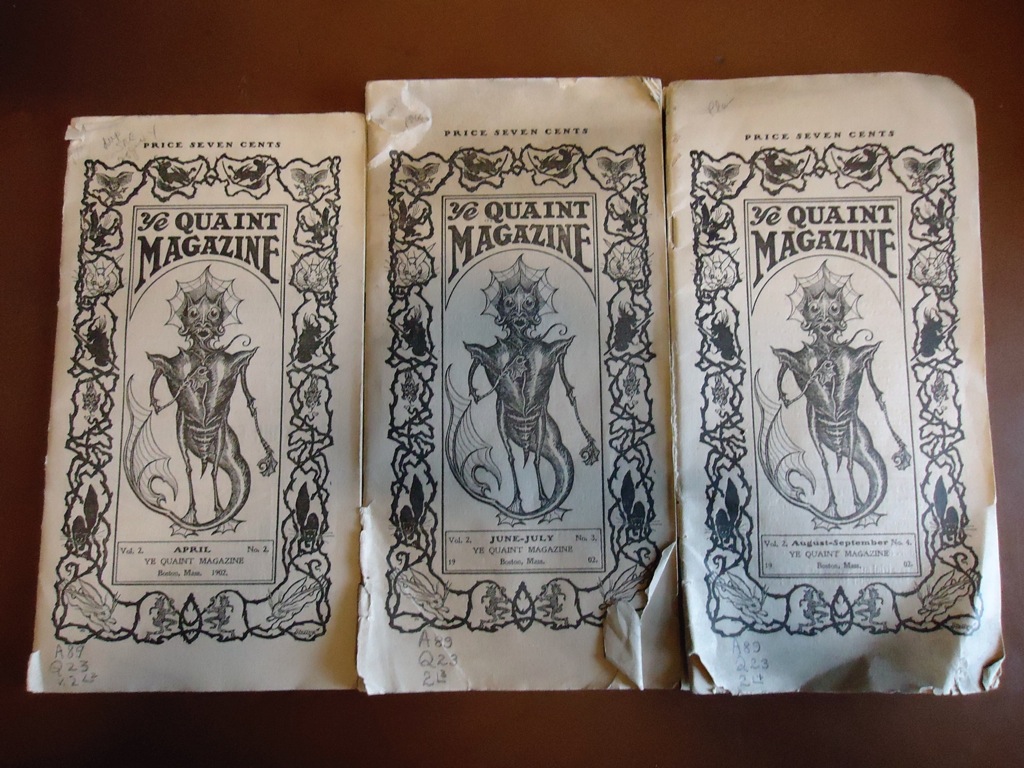 PRICE SEVEN CENTS
Ye QUAINT
MAGAZINE
Vol. 2. APRIL No. 2.
YE QUAINT MAGAZINE
Boston, Mass. 1902.
A89
Q23
v. 2
PRICE SEVEN CENTS
Ye QUAINT
MAGAZINE
Vol. 2. JUNE-JULY No. 3.
YE QUAINT MAGAZINE
19 Boston, Mass. 02.
A89
Q23
2
PRICE SEVEN CENTS
Ye QUAINT
MAGAZINE
Vol. 2, August-September No. 4.
YE QUAINT MAGAZINE
19 Boston, Mass. 02.
A89
Q23
2